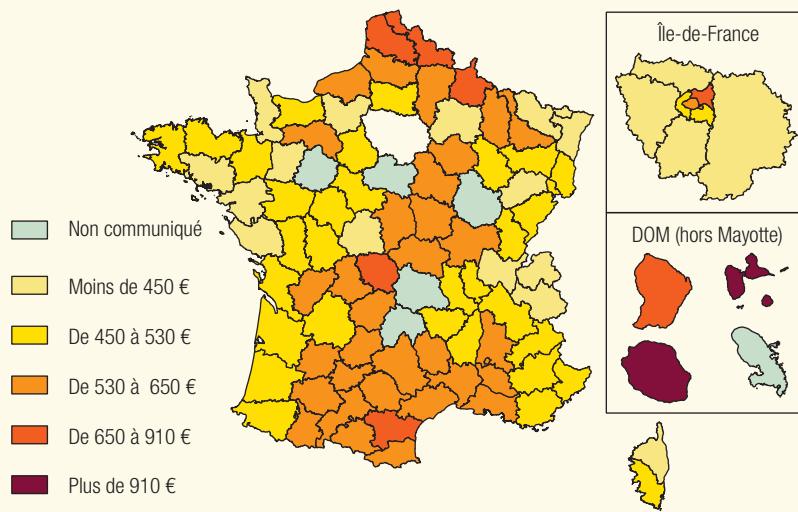 Île-de-France
DOM (hors Mayotte)
Non communiqué
Moins de 450 €
De 450 à 530 €
De 530 à 650 €
De 650 à 910 €
Plus de 910 €